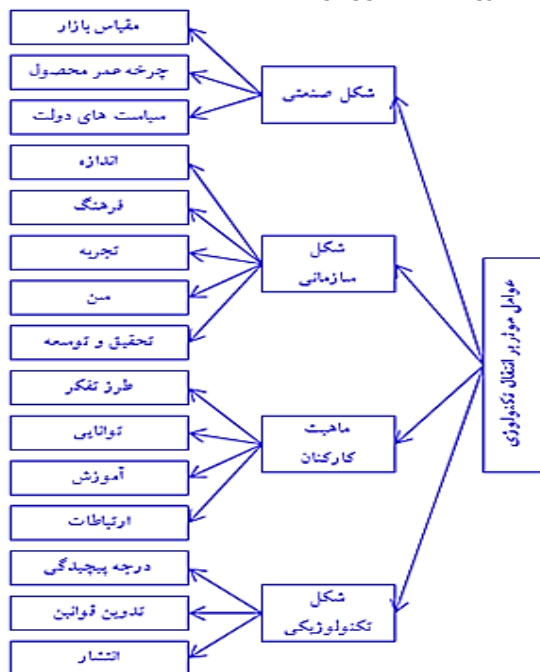 عوامل موثر بر انتقال تکنولوژی
شکل صنعتی
مقیاس بازار
چرخه عمر محصول
سیاست های دولت
شکل
سازمانی
اندازه
فرهنگ
تجربه
سن
تحقیق و توسعه
ماهیت
کارکنان
طرز تفکر
توانایی
آموزش
ارتباطات
شکل
تکنولوژیکی
درجه پیچیدگی
تدوین قوانین
انتشار